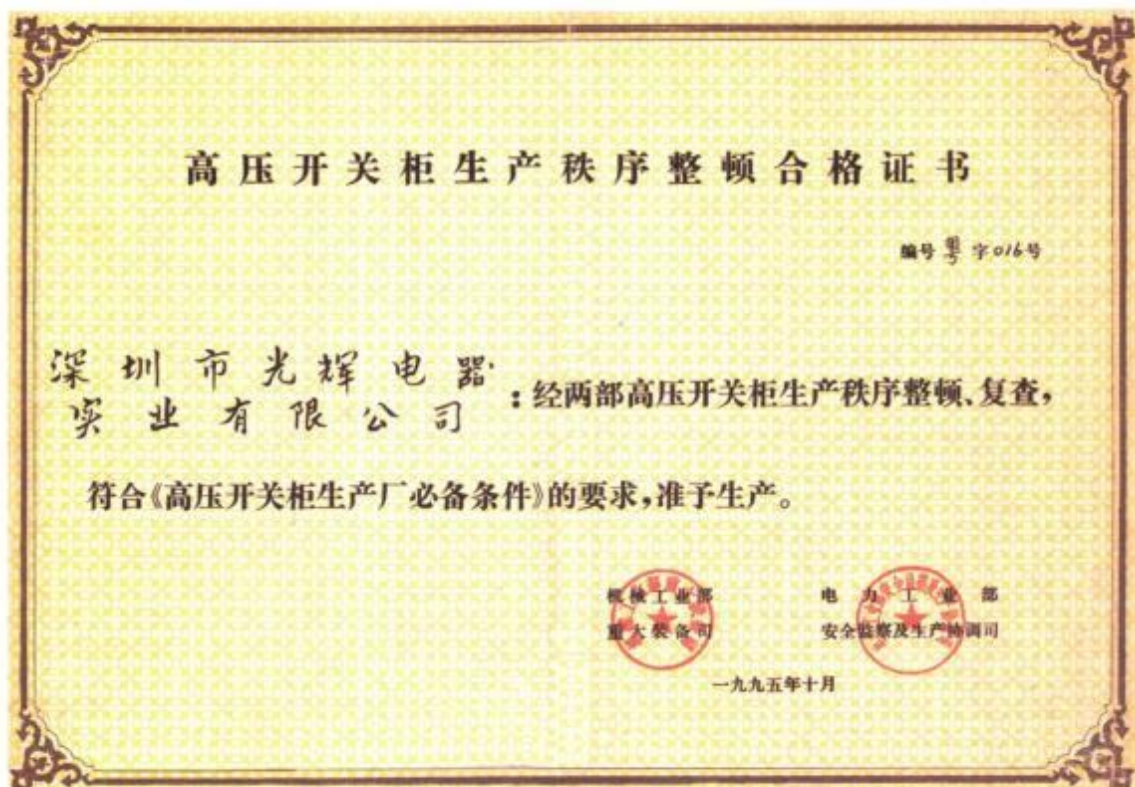 高压开关柜生产秩序整顿合格证书
编号粤字016号
深圳市光辉电器
实业有限公司
:经两部高压开关柜生产秩序整顿、复查,
符合《高压开关柜生产厂必备条件》的要求,准予生产。
机械工业部
重大装备司
电力工业部
安全监察及生产协调司
一九九五年十月